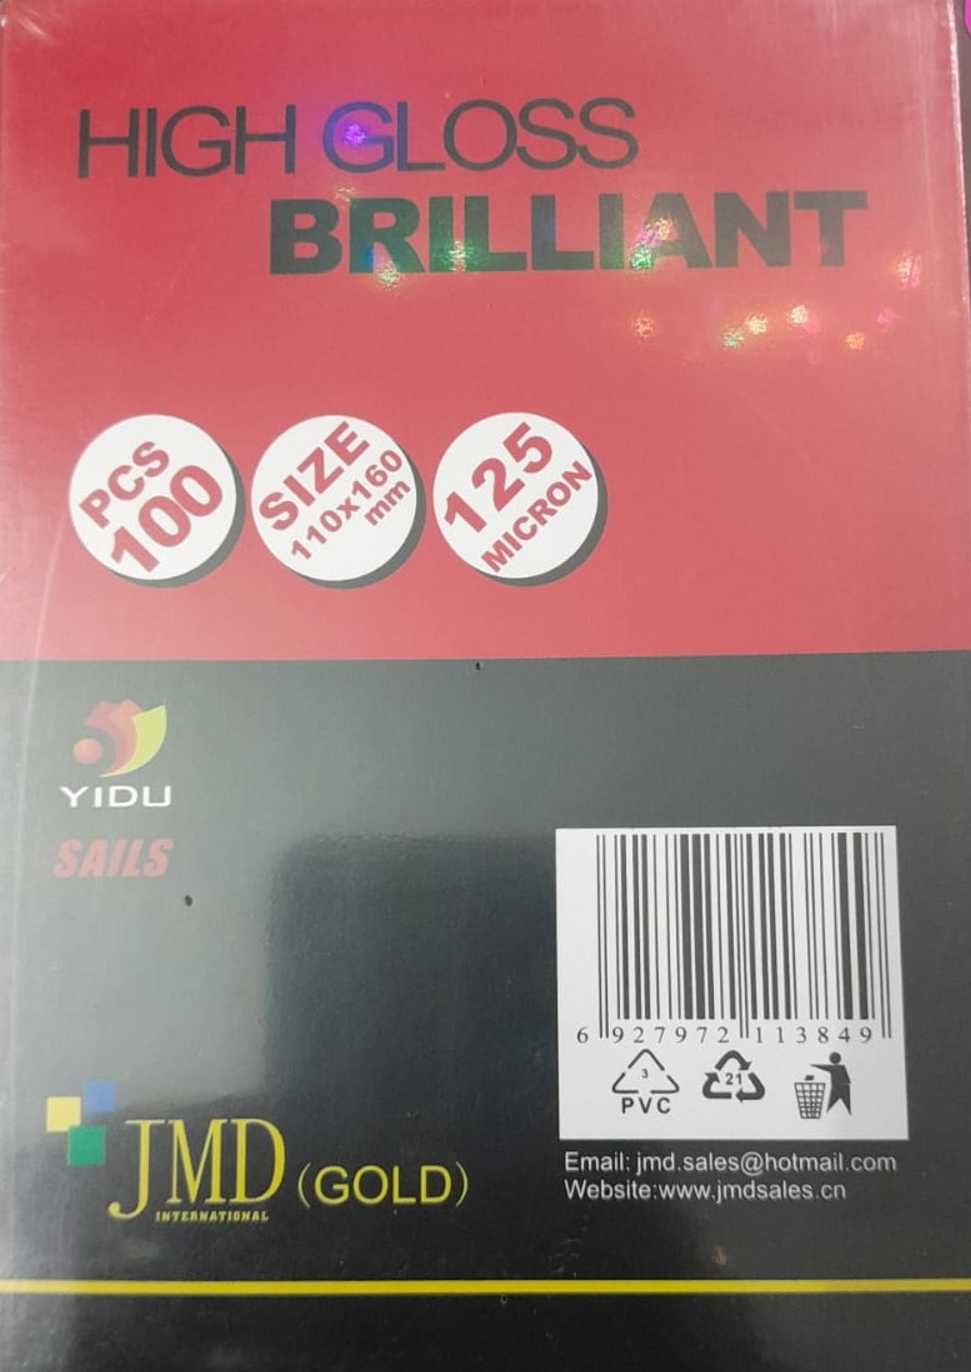 HIGH GLOSS
BRILLIANT
PCS
100
SIZE
110x160
mm
125
MICRON
YIDU
SAILS
6 927972 113849
3
PVC
21
JMD (GOLD)
INTERNATIONAL
Email: jmd.sales@hotmail.com
Website:www.jmdsales.cn